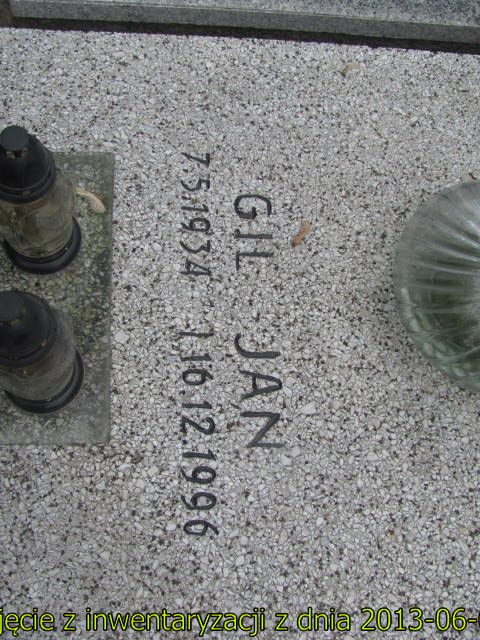 GIL JAN
7.5.1934 16.12.1996
jęcie z inwentaryzacji z dnia 2013-06-0